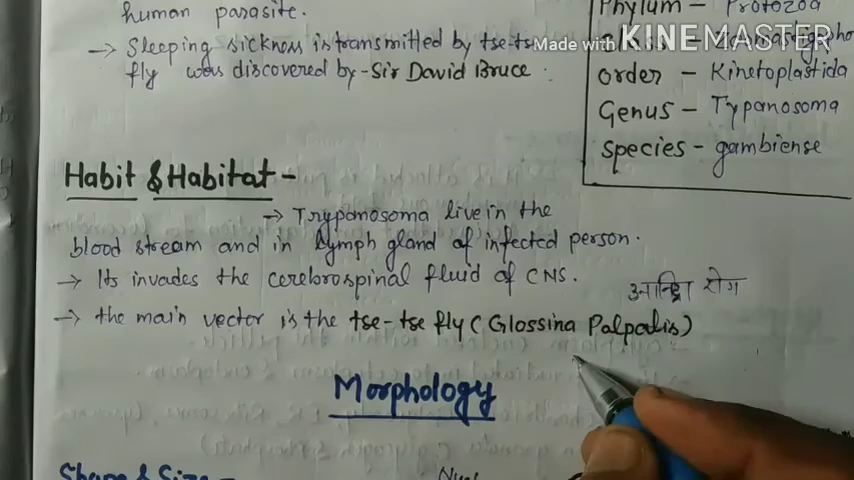 human parasite.
Phylum - Protozoa
→ Sleeping sickness is transmitted by tse-tse
Made with KINEMASTER
fly was discovered by - Sir David Bruce
order - Kinetoplastida
Genus - Typanosoma
Species - gambiense
Habit & Habitat -
→ Trypanosoma live in the
blood stream and in lymph gland of infected person.
→ Its invades the cerebrospinal fluid of CNS.
रोग
→ the main vector is the tse-tse fly (Glossina Palpalis)
Morphology
Shape & Size -